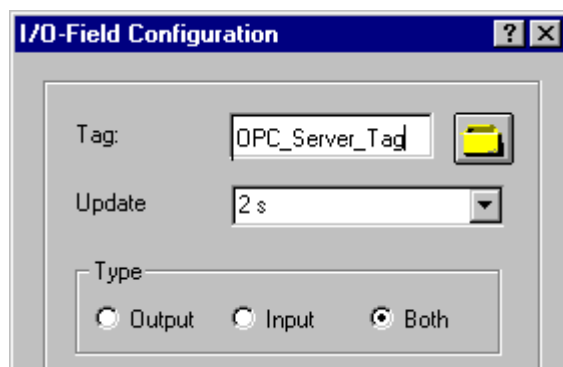 I/O-Field Configuration
Tag: OPC_Server_Tag
Update 2 s
Type
Output Input Both